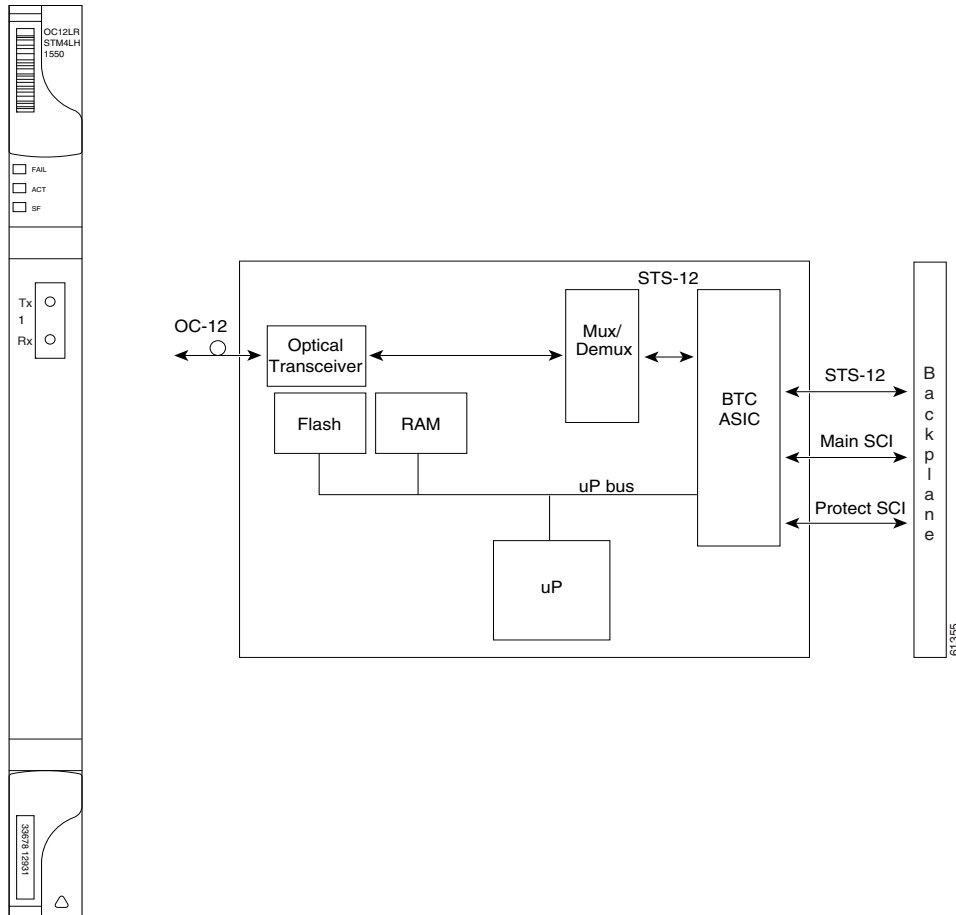 OC12LR
STM4LH
1550
FAIL
ACT
SF
Tx
1
Rx
33678 12931
OC-12
Optical
Transceiver
Flash
RAM
uP bus
uP
Mux/
Demux
STS-12
BTC
ASIC
STS-12
Main SCI
Protect SCI
Backplane
61355